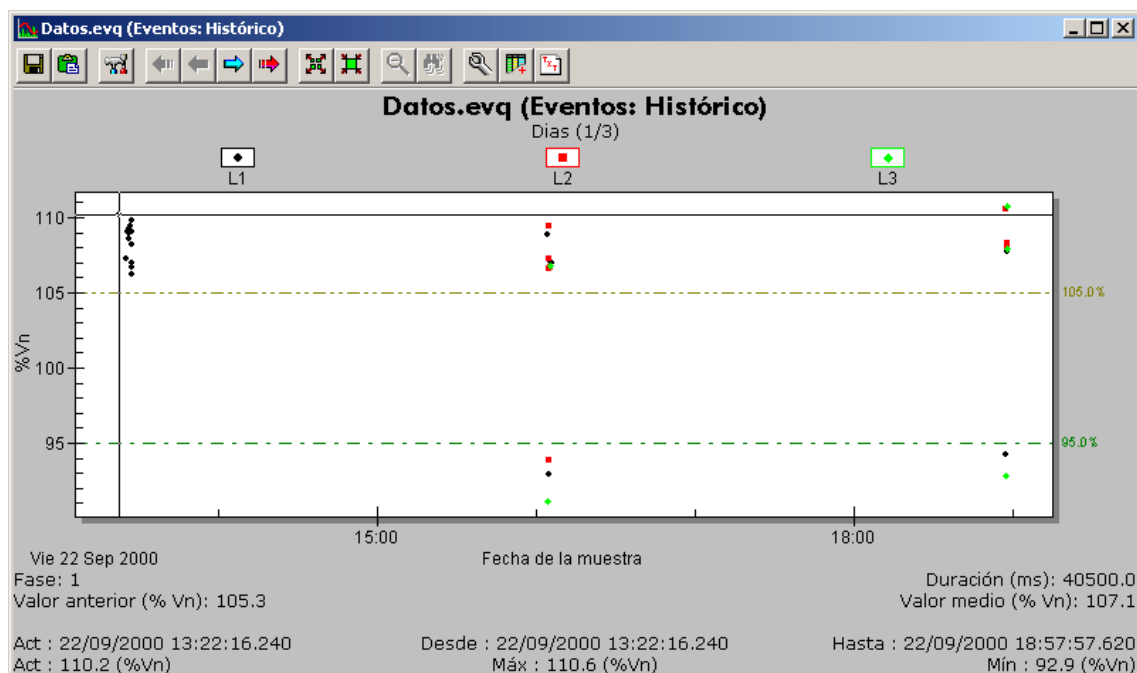 Datos.evq (Eventos: Histórico)
TxT
Datos.evq (Eventos: Histórico)
Dias (1/3)
L1 L2 L3
110
105
100
95
%Vn
105.0%
95.0%
15:00 18:00
Vie 22 Sep 2000 Fecha de la muestra
Fase: 1 Duración (ms): 40500.0
Valor anterior (% Vn): 105.3 Valor medio (% Vn): 107.1
Act : 22/09/2000 13:22:16.240 Desde : 22/09/2000 13:22:16.240 Hasta : 22/09/2000 18:57:57.620
Act : 110.2 (%Vn) Máx : 110.6 (%Vn) Mín : 92.9 (%Vn)